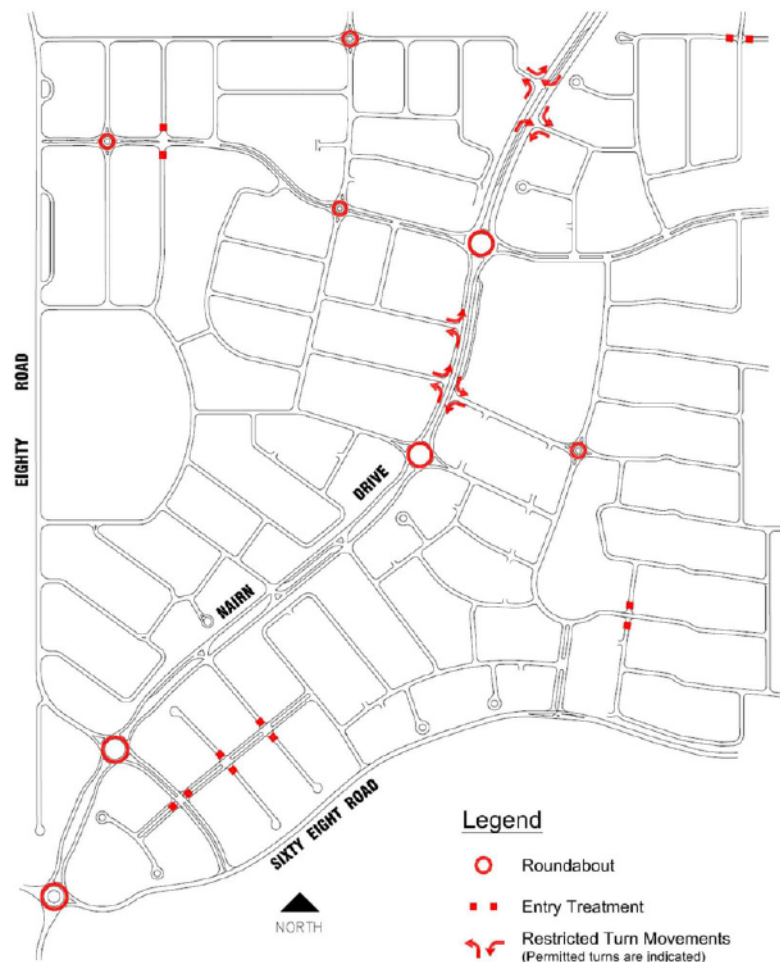 EIGHTY ROAD
NAIRN DRIVE
SIXTY EIGHT ROAD
NORTH
Legend
Roundabout
Entry Treatment
Restricted Turn Movements
(Permitted turns are indicated)